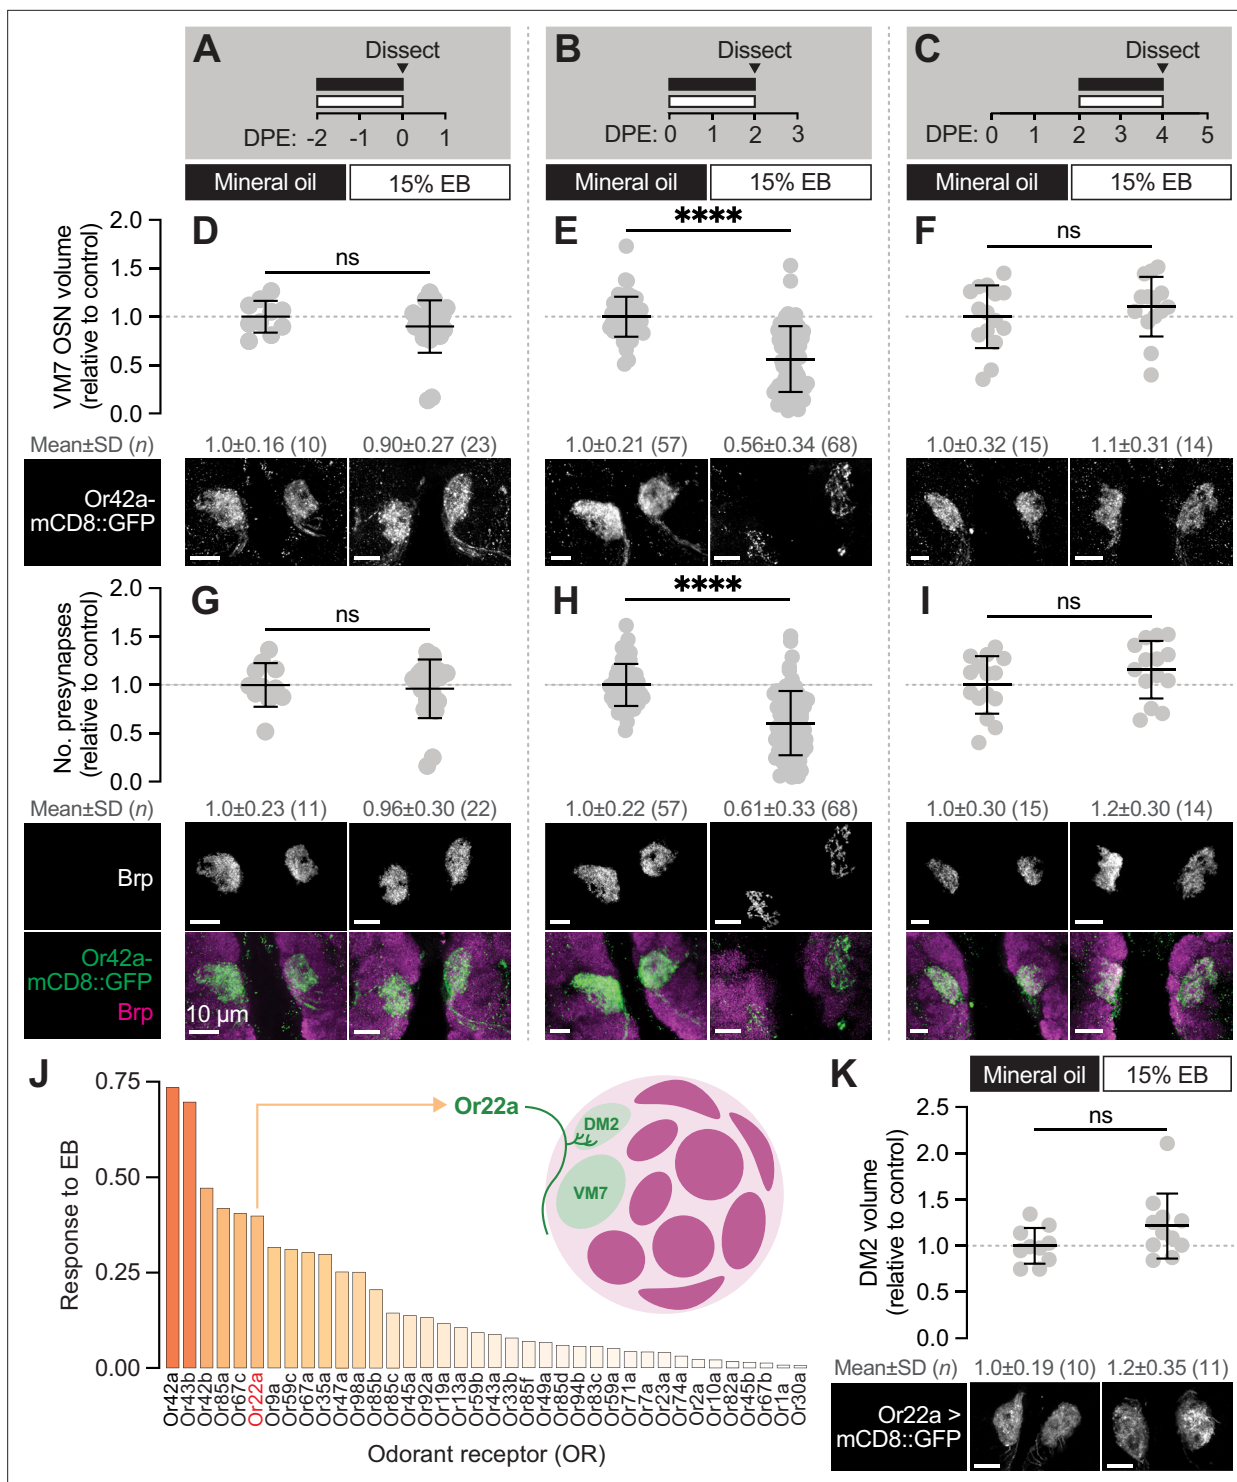 A
Dissect
DPE: -2 -1 0 1
B
Dissect
DPE: 0 1 2 3
C
Dissect
DPE: 0 1 2 3 4 5
Mineral oil 15% EB
Mineral oil 15% EB
Mineral oil 15% EB
VM7 OSN volume
(relative to control)
2.0
1.5
1.0
0.5
0.0
D
ns
E
****
F
ns
Mean±SD (n) 1.0±0.16 (10) 0.90±0.27 (23) 1.0±0.21 (57) 0.56±0.34 (68) 1.0±0.32 (15) 1.1±0.31 (14)
Or42a-
mCD8::GFP
No. presynapses
(relative to control)
2.0
1.5
1.0
0.5
0.0
G
ns
H
****
I
ns
Mean±SD (n) 1.0±0.23 (11) 0.96±0.30 (22) 1.0±0.22 (57) 0.61±0.33 (68) 1.0±0.30 (15) 1.2±0.30 (14)
Brp
Or42a-
mCD8::GFP
Brp
10 µm
J
Response to EB
0.75
0.50
0.25
0.00
Or22a
DM2
VM7
Or42a
Or43b
Or42b
Or85a
Or67c
Or22a
Or9a
Or59c
Or67a
Or35a
Or47a
Or98a
Or85b
Or85c
Or45a
Or92a
Or19a
Or13a
Or59b
Or43a
Or33b
Or85f
Or49a
Or85d
Or94b
Or83c
Or59a
Or71a
Or7a
Or23a
Or74a
Or2a
Or10a
Or82a
Or45b
Or67b
Or1a
Or30a
Odorant receptor (OR)
K
Mineral oil 15% EB
DM2 volume
(relative to control)
2.5
2.0
1.5
1.0
0.5
0.0
ns
Mean±SD (n) 1.0±0.19 (10) 1.2±0.35 (11)
Or22a >
mCD8::GFP